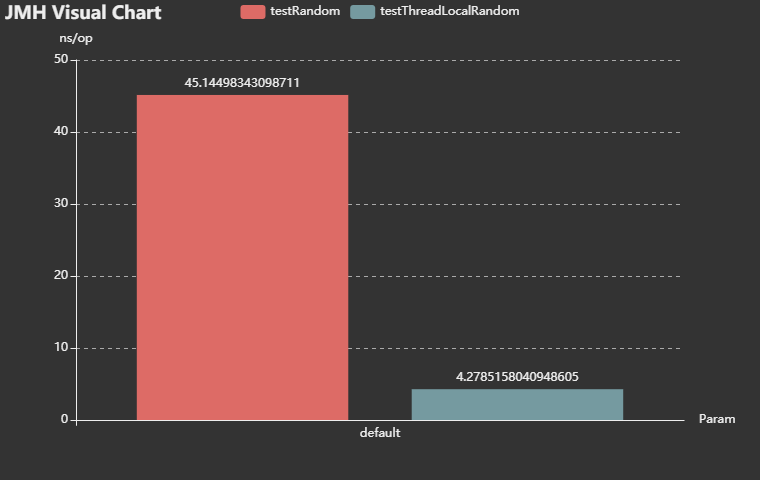 JMH Visual Chart
testRandom
testThreadLocalRandom
ns/op
50
45.14498343098711
40
30
20
10
4.2785158040948605
0
Param
default